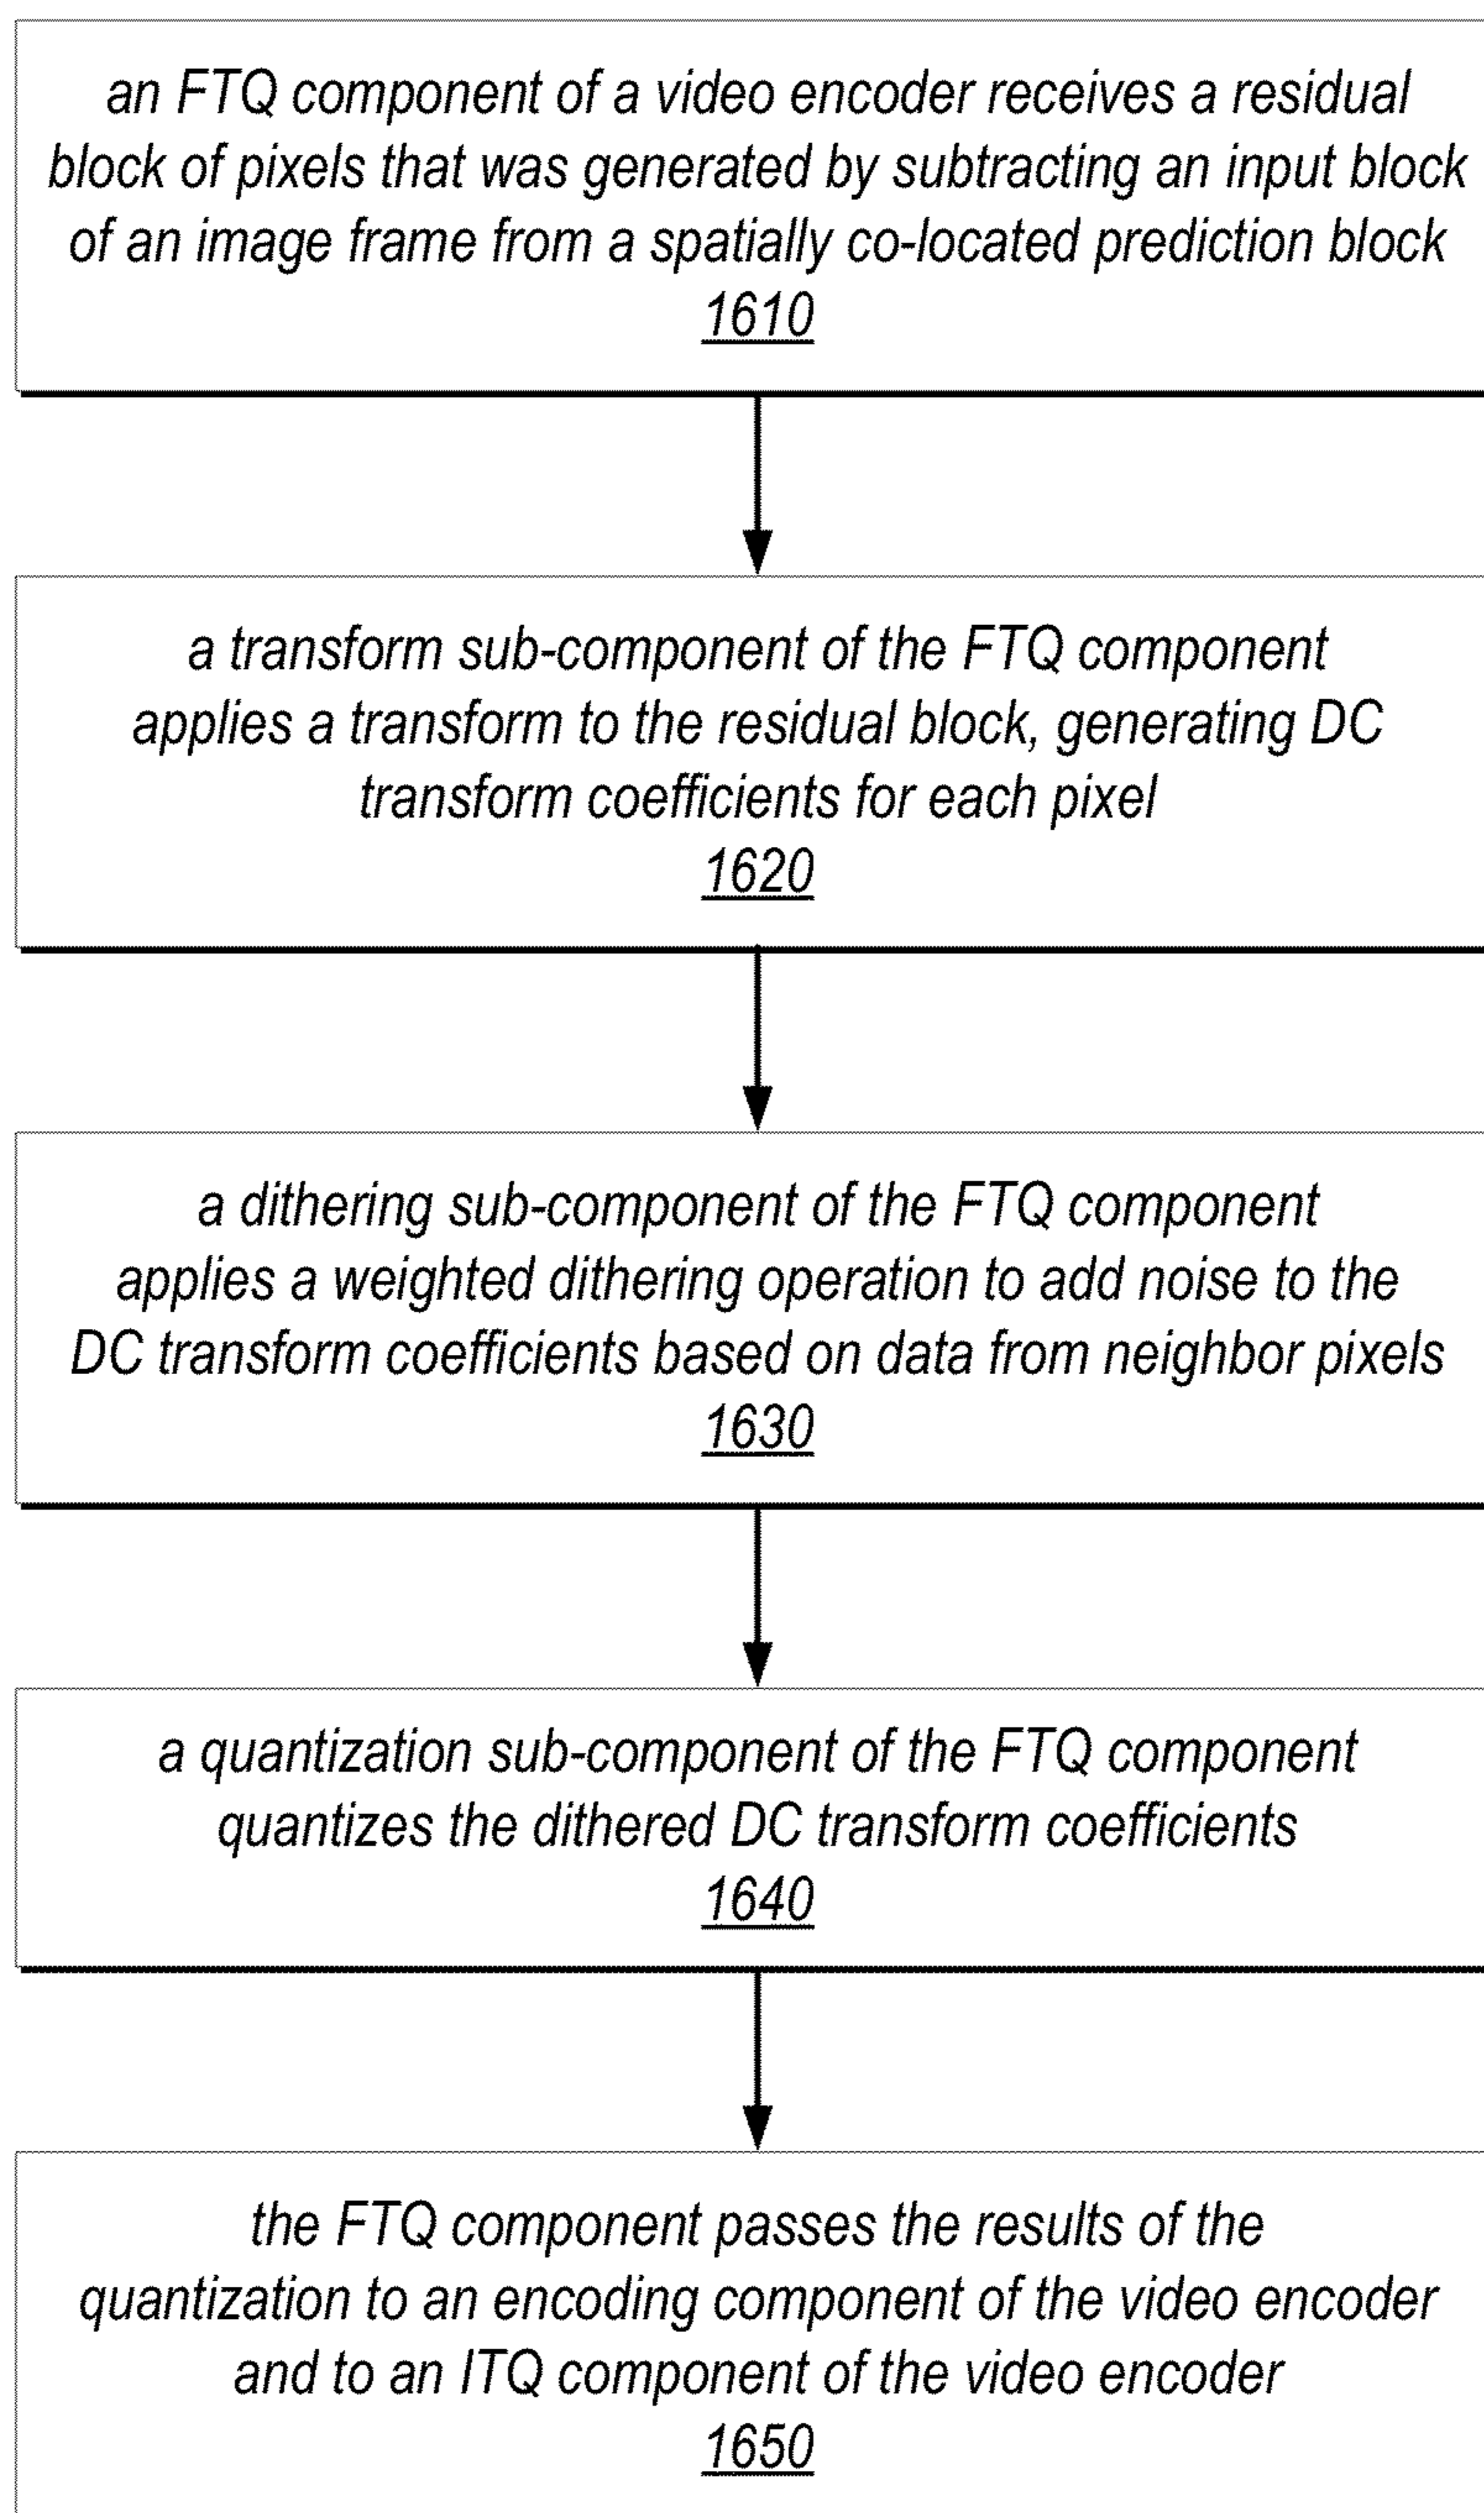 an FTQ component of a video encoder receives a residual
block of pixels that was generated by subtracting an input block
of an image frame from a spatially co-located prediction block
1610
a transform sub-component of the FTQ component
applies a transform to the residual block, generating DC
transform coefficients for each pixel
1620
a dithering sub-component of the FTQ component
applies a weighted dithering operation to add noise to the
DC transform coefficients based on data from neighbor pixels
1630
a quantization sub-component of the FTQ component
quantizes the dithered DC transform coefficients
1640
the FTQ component passes the results of the
quantization to an encoding component of the video encoder
and to an ITQ component of the video encoder
1650